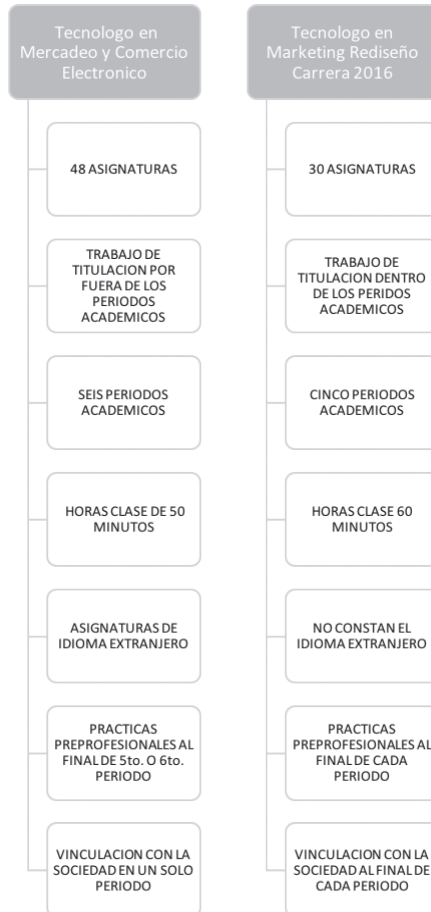 Tecnologo en
Mercadeo y Comercio
Electronico
48 ASIGNATURAS
TRABAJO DE
TITULACION POR
FUERA DE LOS
PERIODOS
ACADEMICOS
SEIS PERIODOS
ACADEMICOS
HORAS CLASE DE 50
MINUTOS
ASIGNATURAS DE
IDIOMA EXTRANJERO
PRACTICAS
PREPROFESIONALES AL
FINAL DE 5to. O 6to.
PERIODO
VINCULACION CON LA
SOCIEDAD EN UN SOLO
PERIODO
Tecnologo en
Marketing Rediseño
Carrera 2016
30 ASIGNATURAS
TRABAJO DE
TITULACION DENTRO
DE LOS PERIDOS
ACADEMICOS
CINCO PERIODOS
ACADEMICOS
HORAS CLASE 60
MINUTOS
NO CONSTAN EL
IDIOMA EXTRANJERO
PRACTICAS
PREPROFESIONALES AL
FINAL DE CADA
PERIODO
VINCULACION CON LA
SOCIEDAD AL FINAL DE
CADA PERIODO